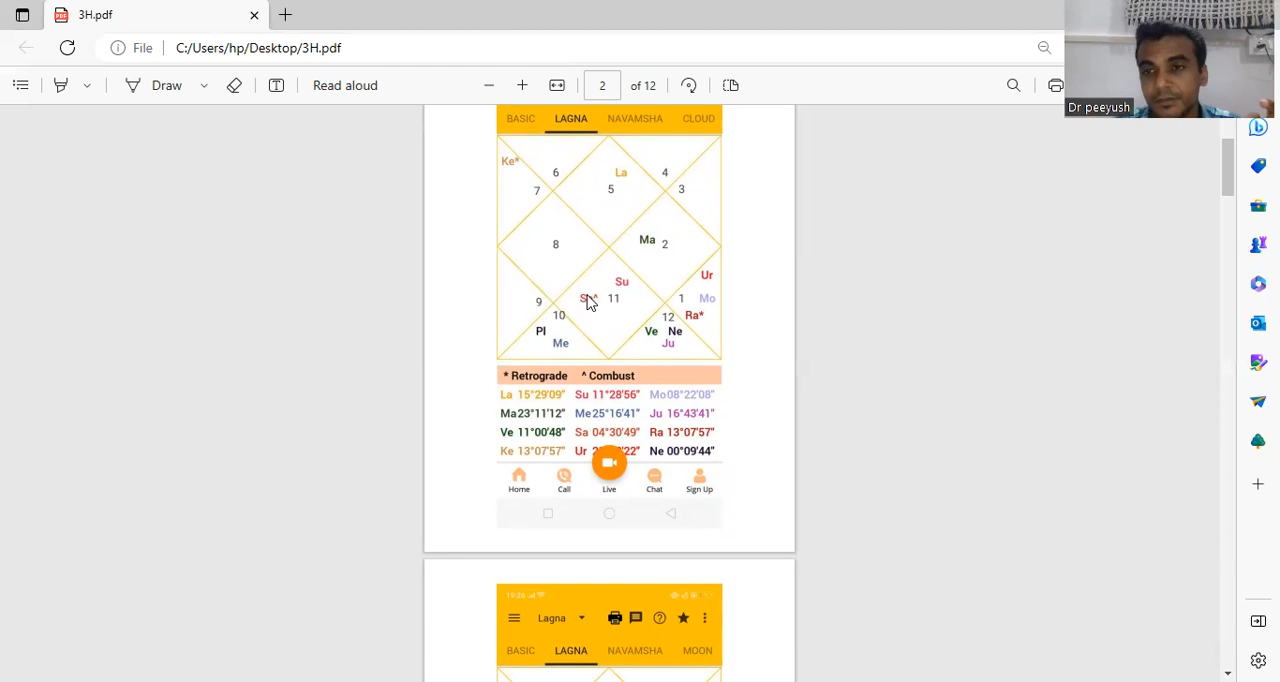 3H.pdf
File C:/Users/hp/Desktop/3H.pdf
Draw Read aloud 2 of 12
Dr peeyush
BASIC LAGNA NAVAMSHA CLOUD
Ke*
6 La 4
7 5 3
8 Ma 2
Su Ur
9 11 1 Mo
10 12 Ra*
Pl Ve Ne
Me Ju
* Retrograde ^ Combust
La 15°29'09" Su 11°28'56" Mo 08°22'08"
Ma 23°11'12" Me 25°16'41" Ju 16°43'41"
Ve 11°00'48" Sa 04°30'49" Ra 13°07'57"
Ke 13°07'57" Ur Ne 00°09'44"
Home Call Live Chat Sign Up
19:26
Lagna
BASIC LAGNA NAVAMSHA MOON